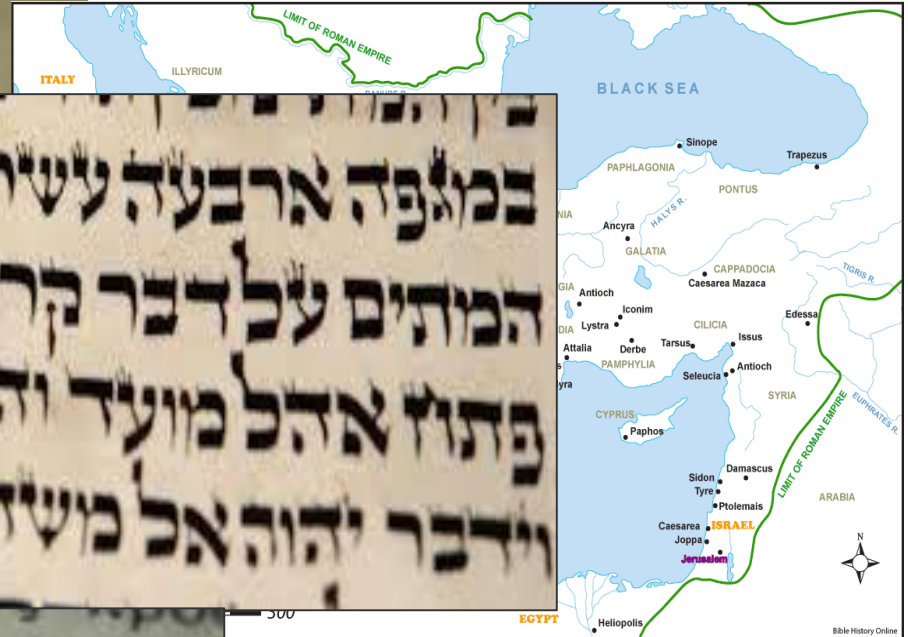 LIMIT OF ROMAN EMPIRE
ITALY
ILLYRICUM
BLACK SEA
במגפה ארבעה
המתים על דבר
פתח אהל מועד
וידבר יהוה אל
Sinope
Trapezus
PAPHLAGONIA
PONTUS
HALYS R.
Ancyra
GALATIA
CAPPADOCIA
Caesarea Mazaca
TIGRIS R.
Antioch
Iconim
Lystra
Derbe
CILICIA
Tarsus
Issus
Edessa
Attalia
PAMPHYLIA
Seleucia
Antioch
SYRIA
EUPHRATES R.
CYPRUS
Paphos
LIMIT OF ROMAN EMPIRE
Sidon
Damascus
Tyre
Ptolemais
ARABIA
Caesarea
ISRAEL
Joppa
Jerusalem
N
EGYPT
Heliopolis
Bible History Online